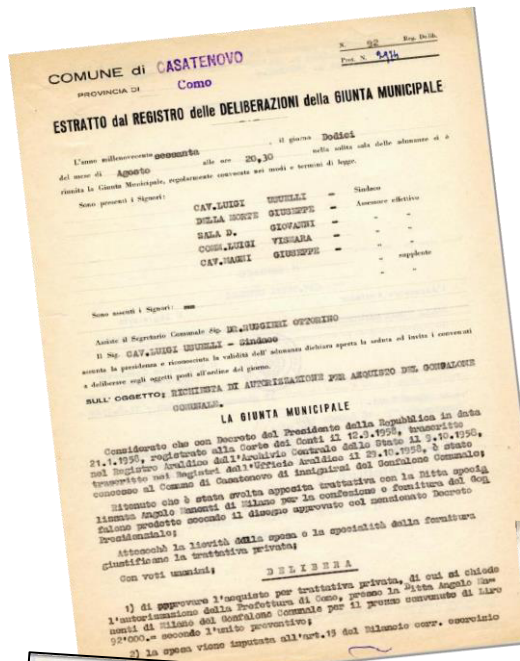 N. 92 Reg. Delib.
Prot. N. 2974
COMUNE di CASATENOVO
PROVINCIA DI Como
ESTRATTO dal REGISTRO delle DELIBERAZIONI della GIUNTA MUNICIPALE
L'anno millenovecento sessanta , il giorno Dodici
del mese di Agosto alle ore 20,30 nella solita sala delle adunanze si è
riunita la Giunta Municipale, regolarmente convocata nei modi e termini di legge.
Sono presenti i Signori:
CAV.LUIGI USUELLI - Sindaco
DELLA MORTE GIUSEPPE - Assessore effettivo
SALA D. GIOVANNI - " "
COMM.LUIGI VISMARA - " "
CAV.MAGNI GIUSEPPE - " supplente
" "
Sono assenti i Signori: ==
Assiste il Segretario Comunale Sig. DR.RUGGIERI OTTORINO
Il Sig. CAV.LUIGI USUELLI - Sindaco
assunta la presidenza e riconosciuta la validità dell'adunanza dichiara aperta la seduta ed invita i convenuti
a deliberare sugli oggetti posti all'ordine del giorno.
SULL' OGGETTO: RICHIESTA DI AUTORIZZAZIONE PER ACQUISTO DEL GONFALONE
COMUNALE.
LA GIUNTA MUNICIPALE
Considerato che con Decreto del Presidente della Repubblica in data
21.1.1958, registrato alla Corte dei Conti il 12.9.1958, trascritto
nel Registro Araldico dell'Archivio Centrale dello Stato il 9.10.1958,
trascritto nei Registri dell'Ufficio Araldico il 29.10.1958, è stato
concesso al Comune di Casatenovo di insignirsi del Gonfalone Comunale;
Ritenuto che è stata svolta apposita trattativa con la Ditta specia
lizzata Angelo Manenti di Milano per la confezione e fornitura del Gon
falone prodotto secondo il disegno approvato col menzionato Decreto
Presidenziale;
Attesochè la lievità della spesa e la specialità della fornitura
giustificano la trattativa privata;
Con voti unanimi;
DELIBERA
1) di approvare l'acquisto per trattativa privata, di cui si chiede
l'autorizzazione della Prefettura di Como, presso la Ditta Angelo Ma=
nenti di Milano del Gonfalone Comunale per il prezzo convenuto di Lire
92'000.= secondo l'unito preventivo;
2) la spesa viene imputata all'art.15 del Bilancio corr. esercizio